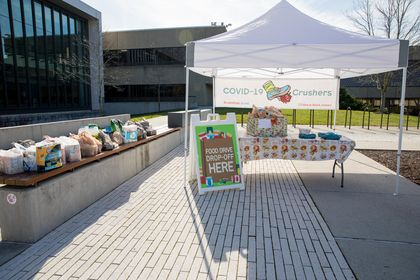 COVID-19 Crushers
FOOD DRIVE
DROP-OFF
HERE